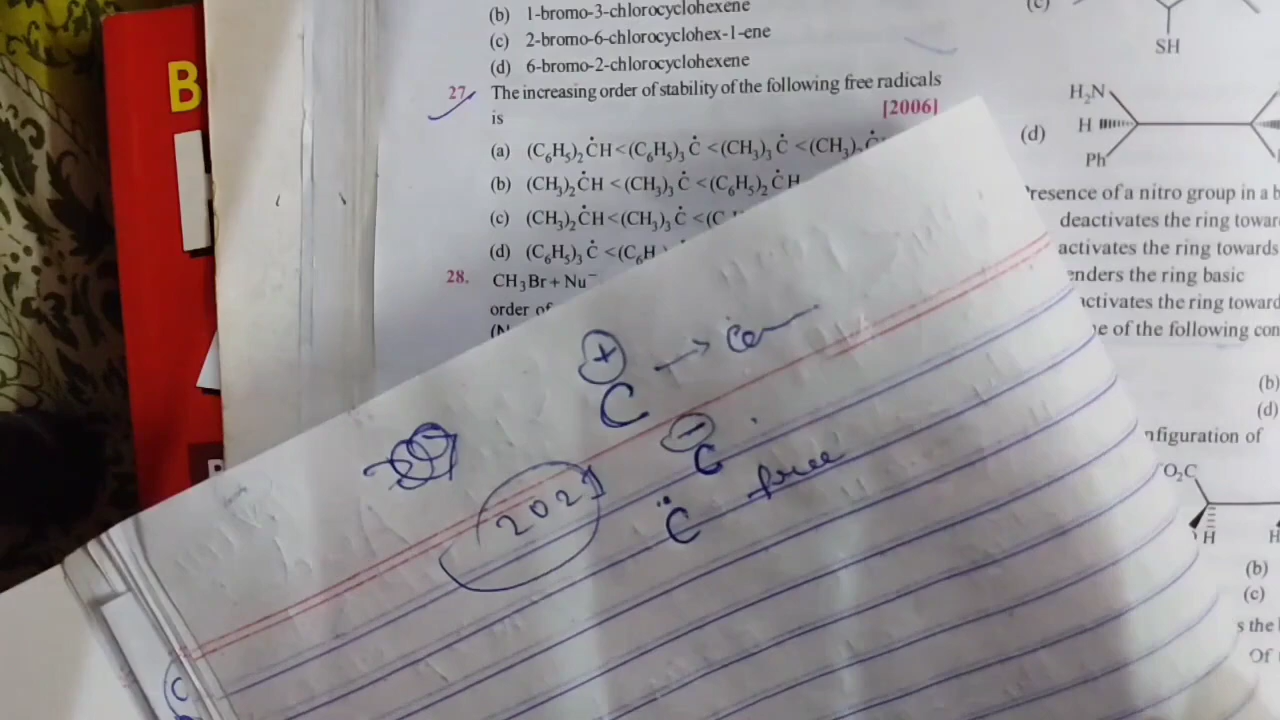 (b) 1-bromo-3-chlorocyclohexene
(c) 2-bromo-6-chlorocyclohex-1-ene
(d) 6-bromo-2-chlorocyclohexene
27. The increasing order of stability of the following free radicals
is [2006]
(a) (C₆H₅)₂ĊH < (C₆H₅)₃Ċ < (CH₃)₃Ċ < (CH₃)₂Ċ
(b) (CH₃)₂ĊH < (CH₃)₃Ċ < (C₆H₅)₂ĊH
(c) (CH₃)₂ĊH < (CH₃)₃Ċ < (C
(d) (C₆H₅)₃Ċ < (C₆H
28. CH₃Br + Nu⁻
order of
B
⊕
C →
⊖
C
C̈ free
2021
C
(c)
SH
H₂N
(d) H
Ph
Presence of a nitro group in a b
deactivates the ring towar
activates the ring towards
enders the ring basic
activates the ring toward
e of the following con
(b)
(d)
nfiguration of
O₂C
H H
(b)
(c)
s the
Of